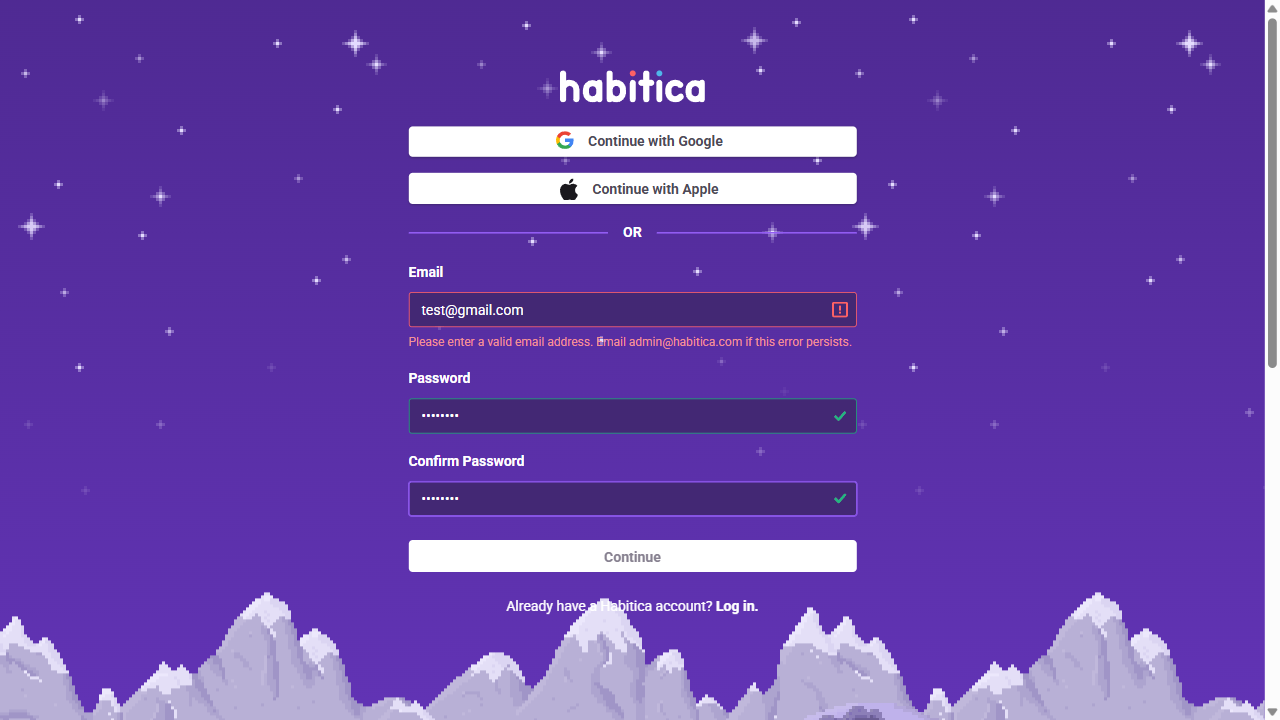 habitica
Continue with Google
Continue with Apple
OR
Email
test@gmail.com
Please enter a valid email address. Email admin@habitica.com if this error persists.
Password
••••••••
Confirm Password
••••••••
Continue
Already have a Habitica account? Log in.